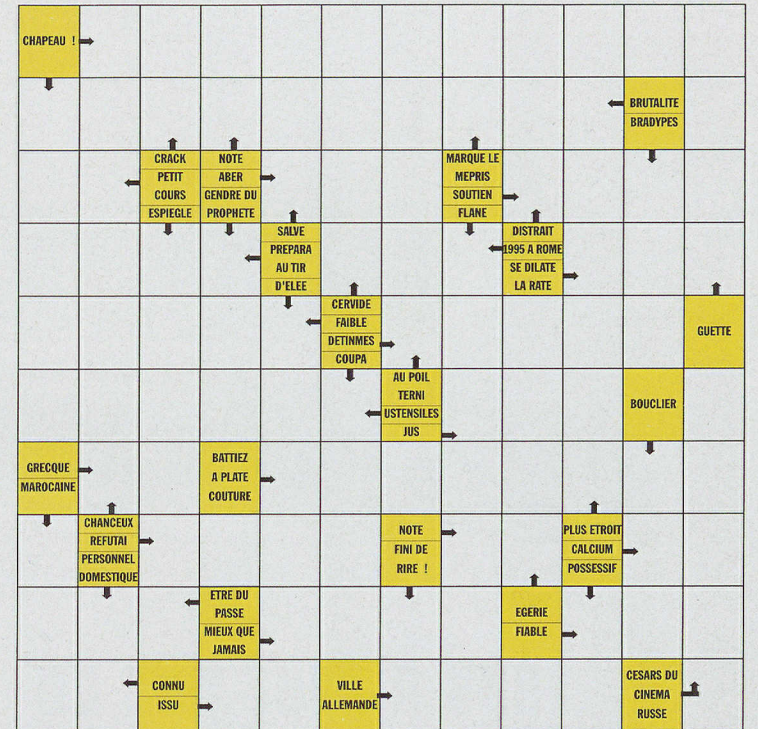 CHAPEAU !
BRUTALITE
BRADYPES
CRACK
PETIT
COURS
ESPIEGLE
NOTE
ABER
GENDRE DU
PROPHETE
MARQUE LE
MEPRIS
SOUTIEN
FLANE
SALVE
PREPARA
AU TIR
D'ELEE
DISTRAIT
1995 A ROME
SE DILATE
LA RATE
CERVIDE
FAIBLE
DETINMES
COUPA
GUETTE
AU POIL
TERNI
USTENSILES
JUS
BOUCLIER
GRECQUE
MAROCAINE
BATTIEZ
A PLATE
COUTURE
CHANCEUX
REFUTAI
PERSONNEL
DOMESTIQUE
NOTE
FINI DE
RIRE !
PLUS ETROIT
CALCIUM
POSSESSIF
ETRE DU
PASSE
MIEUX QUE
JAMAIS
EGERIE
FIABLE
CONNU
ISSU
VILLE
ALLEMANDE
CESARS DU
CINEMA
RUSSE